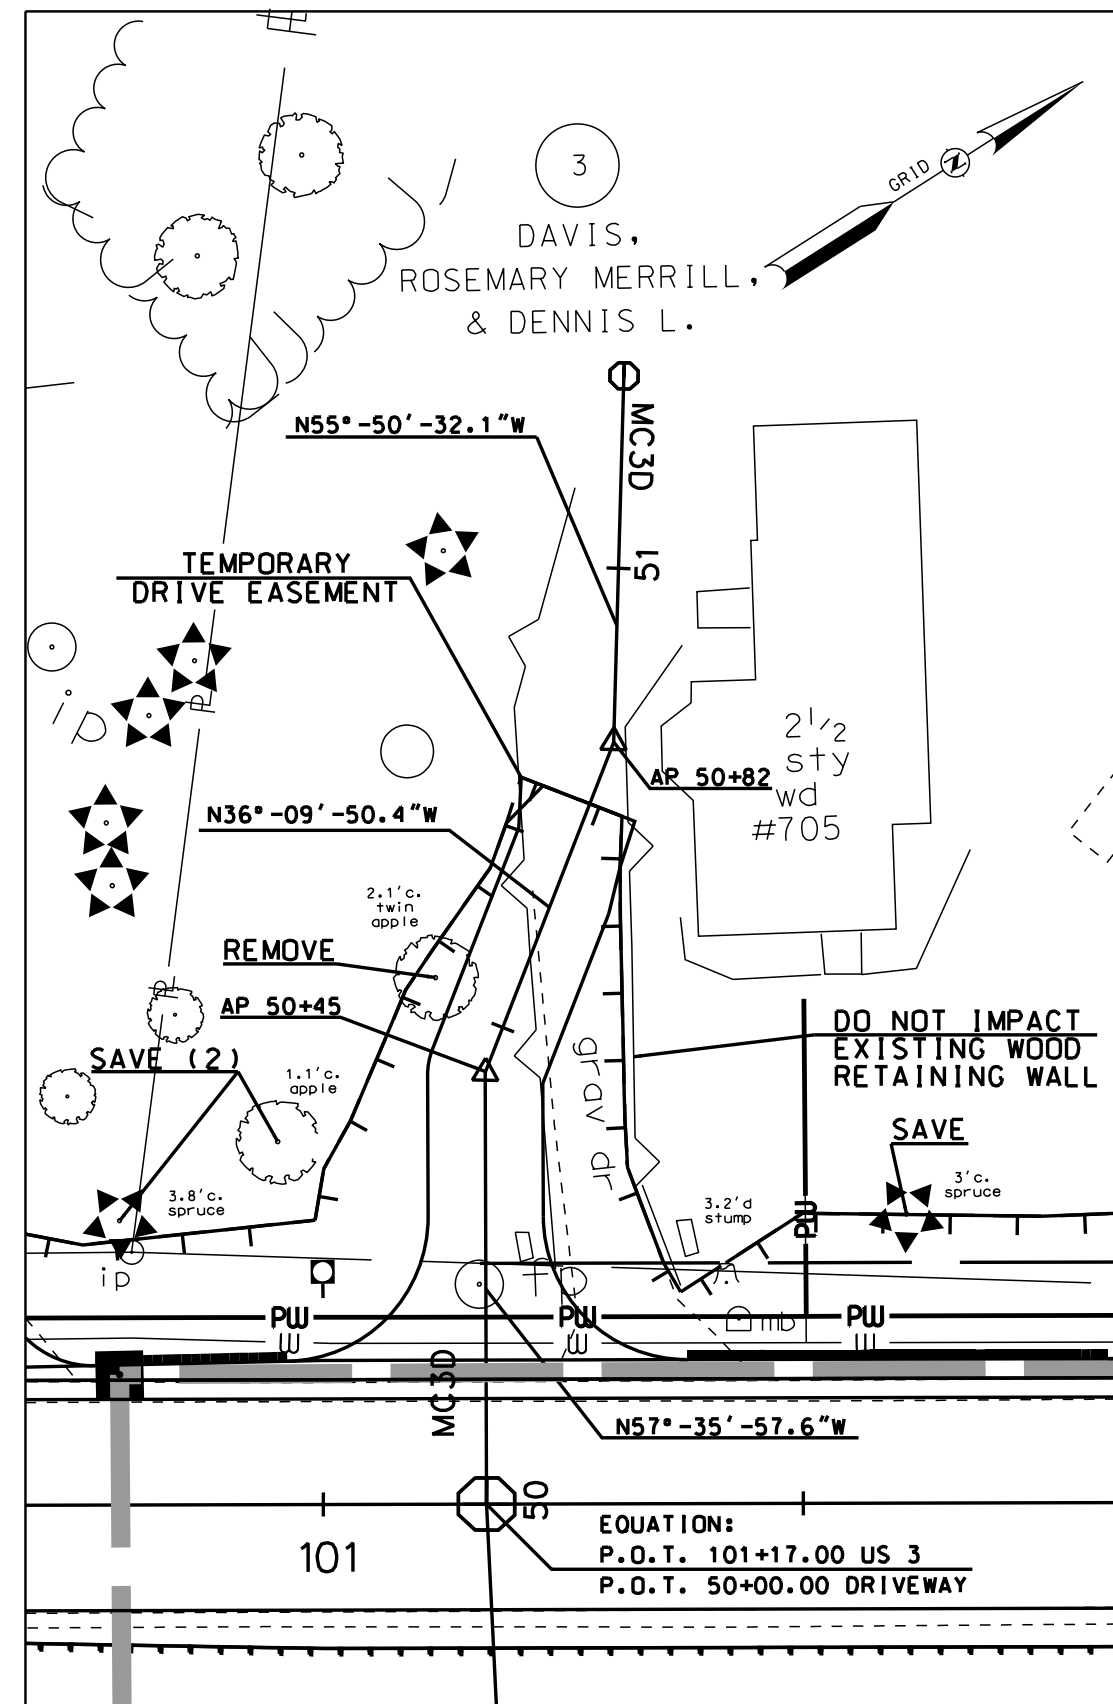 3
GRID
N
DAVIS,
ROSEMARY MERRILL,
& DENNIS L.
N55°-50'-32.1"W
MC3D
51
TEMPORARY
DRIVE EASEMENT
ip
P
2 1/2
sty
wd
#705
AP 50+82
N36°-09'-50.4"W
2.1'c.
twin
apple
REMOVE
AP 50+45
P
SAVE (2)
1.1'c.
apple
grav dr
DO NOT IMPACT
EXISTING WOOD
RETAINING WALL
SAVE
3.8'c.
spruce
3.2'd
stump
3'c.
spruce
PW
ip
fp
mb
PW
PW
PW
W
W
W
MC3D
N57°-35'-57.6"W
50
101
EQUATION:
P.O.T. 101+17.00 US 3
P.O.T. 50+00.00 DRIVEWAY